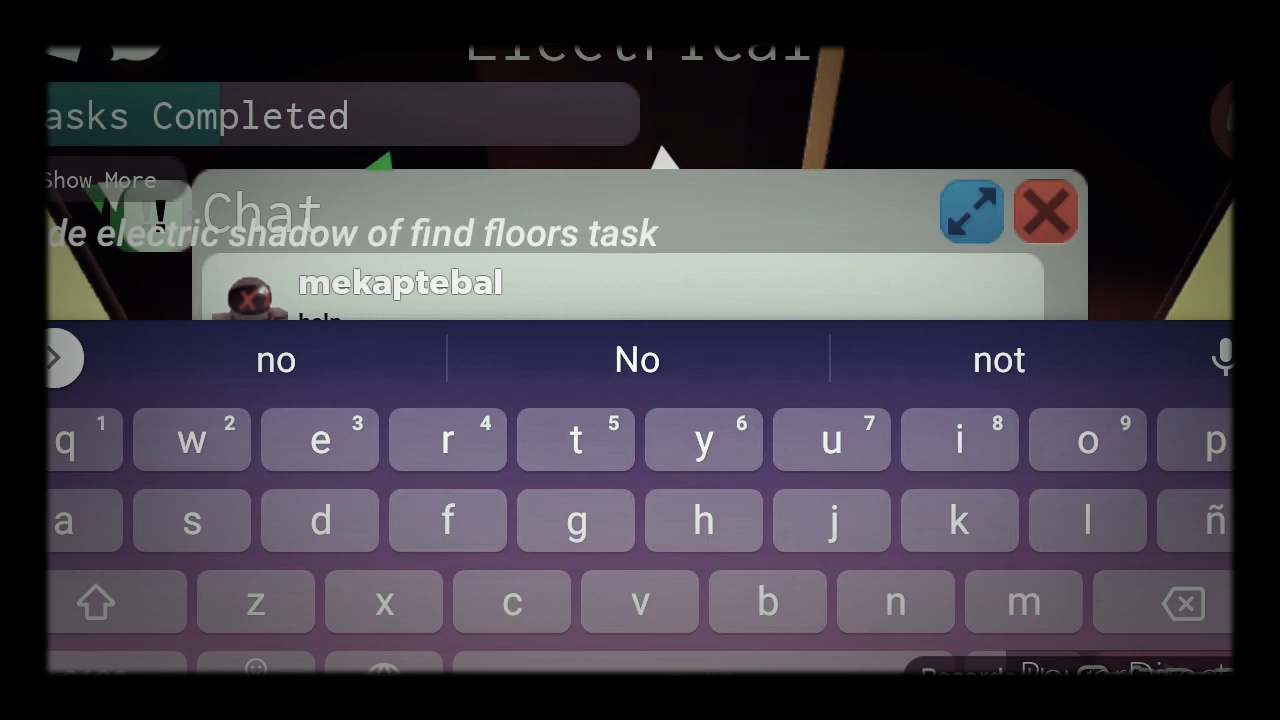 Electrical
asks Completed
Show More
Chat
de electric shadow of find floors task
mekaptebal
help
no No not
q 1 w 2 e 3 r 4 t 5 y 6 u 7 i 8 o 9 p
a s d f g h j k l ñ
z x c v b n m